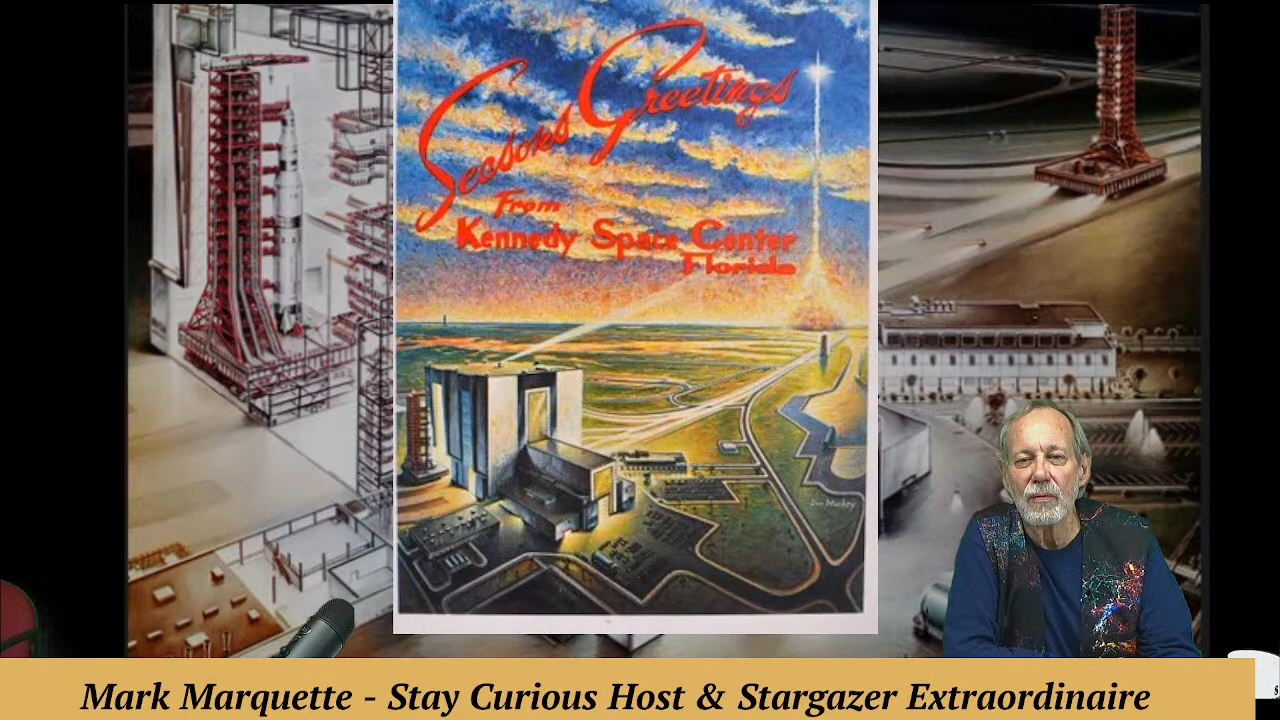 Seasons Greetings
From
Kennedy Space Center
Florida
Mark Marquette - Stay Curious Host & Stargazer Extraordinaire